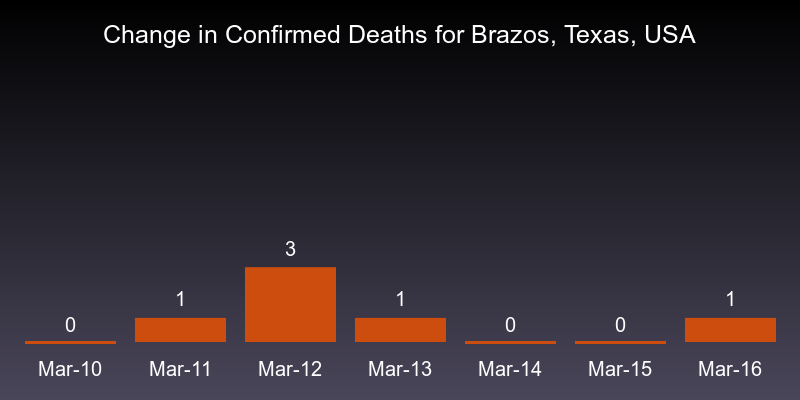 Change in Confirmed Deaths for Brazos, Texas, USA
3
1
1
1
0
0
0
Mar-10
Mar-11
Mar-12
Mar-13
Mar-14
Mar-15
Mar-16